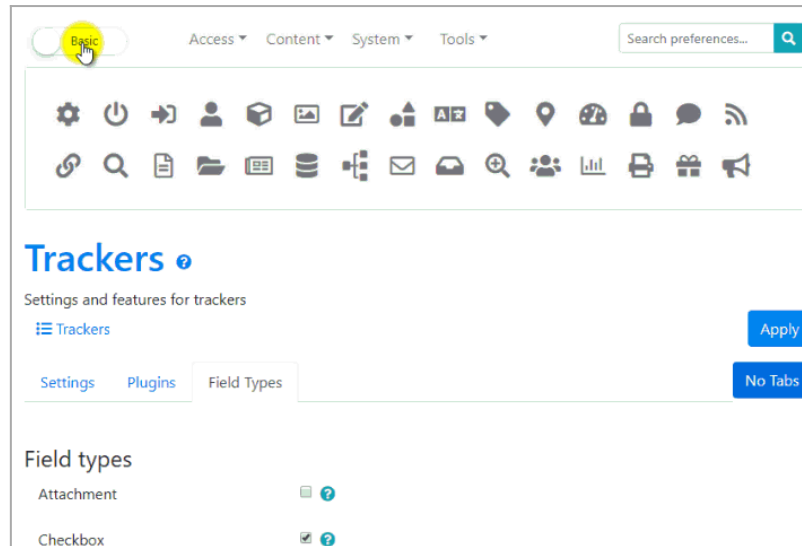 Basic Access Content System Tools Search preferences...
Trackers
Settings and features for trackers
Trackers
Apply
Settings Plugins Field Types No Tabs
Field types
Attachment
Checkbox